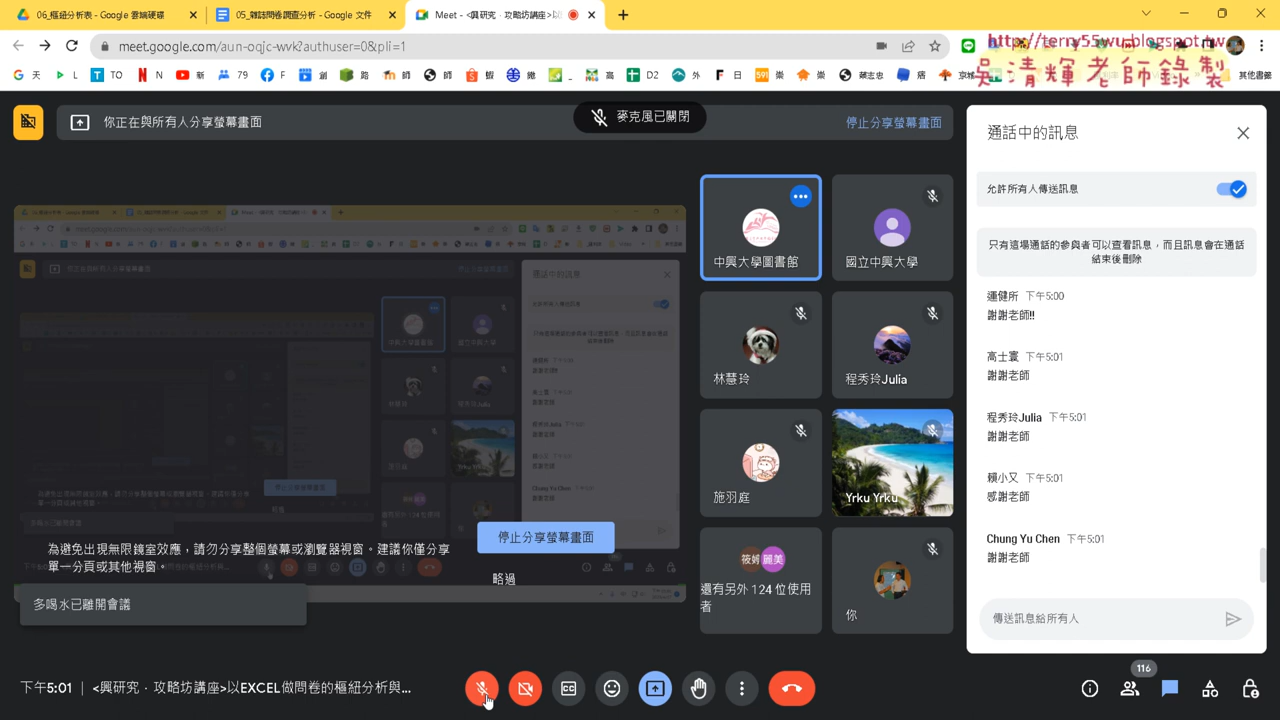 06_樞紐分析表 - Google 雲端硬碟
05_雜誌問卷調查分析 - Google 文件
Meet - <興研究．攻略坊講座>以
meet.google.com/aun-oqjc-wvk?authuser=0&pli=1
http://terry55wu.blogspot.tw
吳清輝老師錄製
天
L
TO
N
新
79
F
師
師
蝦
高
D2
外
日
591
崇
崇
痞
其他書籤
你正在與所有人分享螢幕畫面
麥克風已關閉
停止分享螢幕畫面
中興大學圖書館
國立中興大學
林慧玲
程秀玲Julia
施羽庭
Yrku Yrku
筱婷
麗美
還有另外 124 位使用者
你
為避免出現無限鏡室效應，請勿分享整個螢幕或瀏覽器視窗。建議你僅分享
單一分頁或其他視窗。
停止分享螢幕畫面
略過
多喝水已離開會議
通話中的訊息
允許所有人傳送訊息
只有這場通話的參與者可以查看訊息，而且訊息會在通話
結束後刪除
運健所 下午5:00
謝謝老師!!
高士寰 下午5:01
謝謝老師
程秀玲Julia 下午5:01
謝謝老師
賴小又 下午5:01
感謝老師
Chung Yu Chen 下午5:01
謝謝老師
傳送訊息給所有人
下午5:01 | <興研究．攻略坊講座>以EXCEL做問卷的樞紐分析與...
116